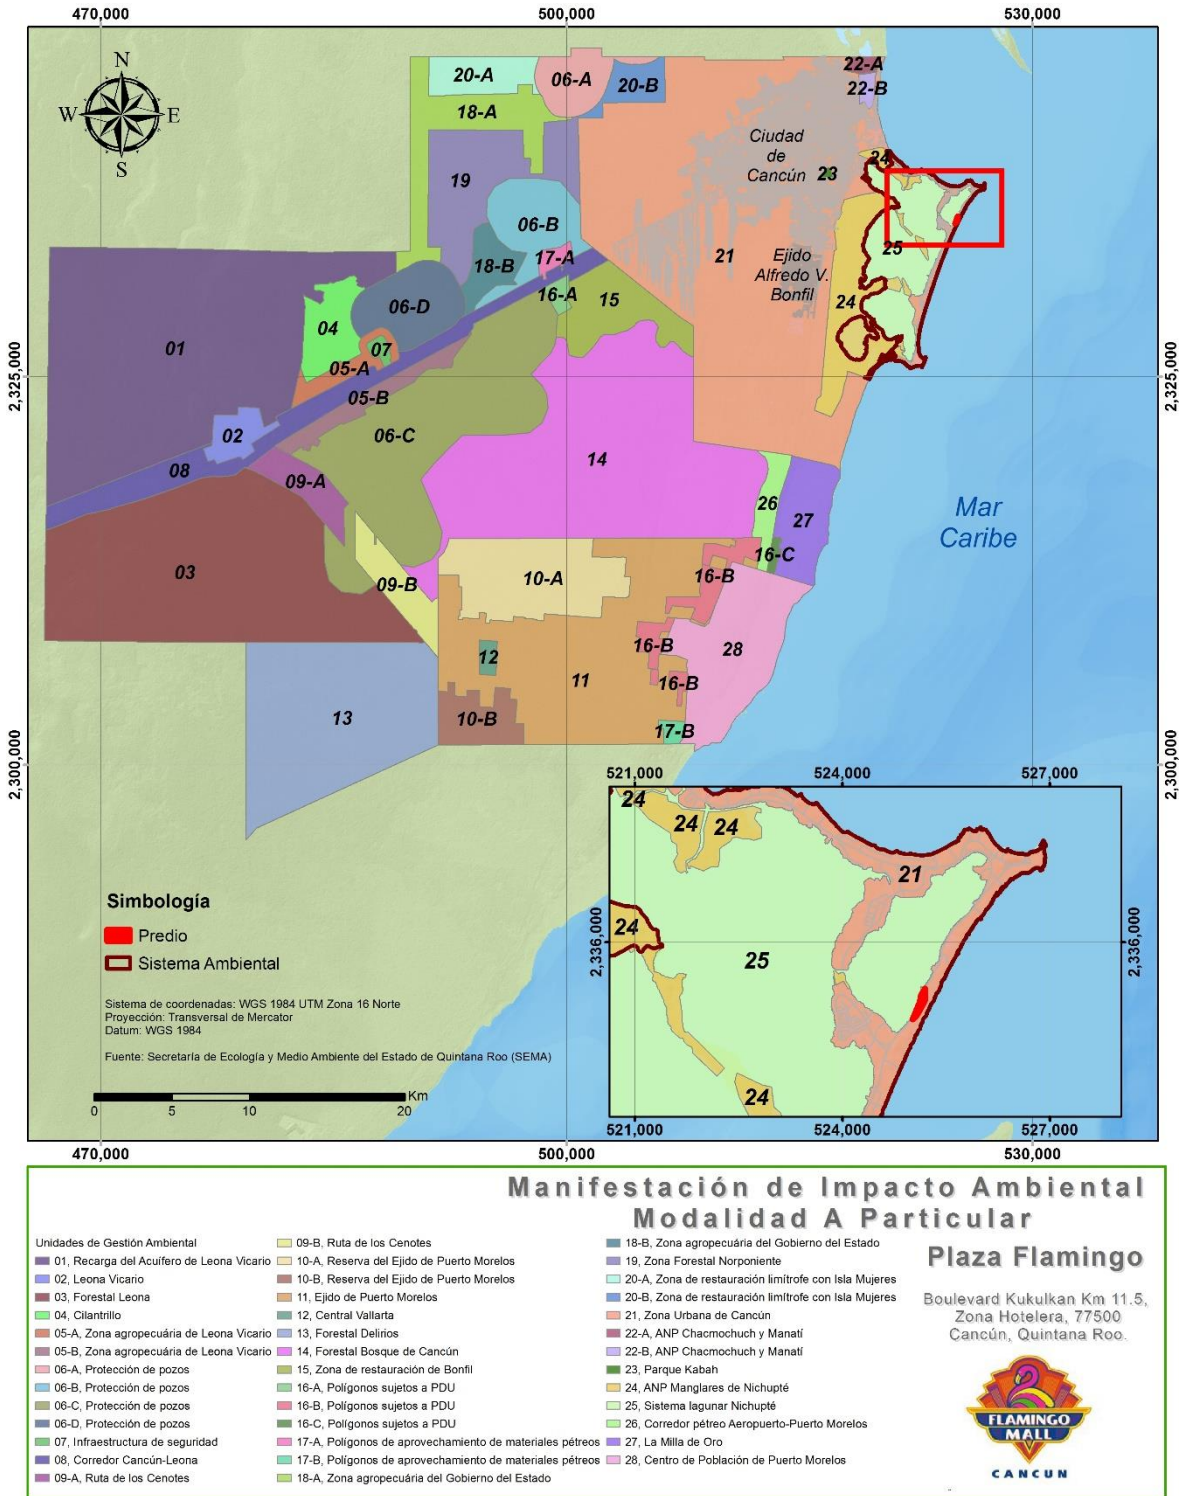 470,000
500,000
530,000
N
W
E
S
20-A
06-A
20-B
22-A
22-B
18-A
Ciudad
de
Cancún
24
23
19
06-B
17-A
18-B
21
25
Ejido
Alfredo V.
Bonfil
16-A
15
06-D
24
04
01
07
05-A
2,325,000
2,325,000
05-B
02
06-C
14
08
09-A
26
27
Mar
Caribe
16-C
03
09-B
10-A
16-B
16-B
28
12
11
16-B
13
10-B
17-B
2,300,000
2,300,000
521,000
524,000
527,000
24
24
24
21
24
25
2,336,000
2,336,000
24
521,000
524,000
527,000
Simbología
Predio
Sistema Ambiental
Sistema de coordenadas: WGS 1984 UTM Zona 16 Norte
Proyección: Transversal de Mercator
Datum: WGS 1984
Fuente: Secretaría de Ecología y Medio Ambiente del Estado de Quintana Roo (SEMA)
Km
0 5 10 20
470,000
500,000
530,000
Manifestación de Impacto Ambiental
Modalidad A Particular
Unidades de Gestión Ambiental
01, Recarga del Acuífero de Leona Vicario
02, Leona Vicario
03, Forestal Leona
04, Cilantrillo
05-A, Zona agropecuária de Leona Vicario
05-B, Zona agropecuária de Leona Vicario
06-A, Protección de pozos
06-B, Protección de pozos
06-C, Protección de pozos
06-D, Protección de pozos
07, Infraestructura de seguridad
08, Corredor Cancún-Leona
09-A, Ruta de los Cenotes
09-B, Ruta de los Cenotes
10-A, Reserva del Ejido de Puerto Morelos
10-B, Reserva del Ejido de Puerto Morelos
11, Ejido de Puerto Morelos
12, Central Vallarta
13, Forestal Delirios
14, Forestal Bosque de Cancún
15, Zona de restauración de Bonfil
16-A, Polígonos sujetos a PDU
16-B, Polígonos sujetos a PDU
16-C, Polígonos sujetos a PDU
17-A, Polígonos de aprovechamiento de materiales pétreos
17-B, Polígonos de aprovechamiento de materiales pétreos
18-A, Zona agropecuária del Gobierno del Estado
18-B, Zona agropecuária del Gobierno del Estado
19, Zona Forestal Norponiente
20-A, Zona de restauración limítrofe con Isla Mujeres
20-B, Zona de restauración limítrofe con Isla Mujeres
21, Zona Urbana de Cancún
22-A, ANP Chacmochuch y Manatí
22-B, ANP Chacmochuch y Manatí
23, Parque Kabah
24, ANP Manglares de Nichupté
25, Sistema lagunar Nichupté
26, Corredor pétreo Aeropuerto-Puerto Morelos
27, La Milla de Oro
28, Centro de Población de Puerto Morelos
Plaza Flamingo
Boulevard Kukulkan Km 11.5,
Zona Hotelera, 77500
Cancún, Quintana Roo.
FLAMINGO
MALL
CANCUN